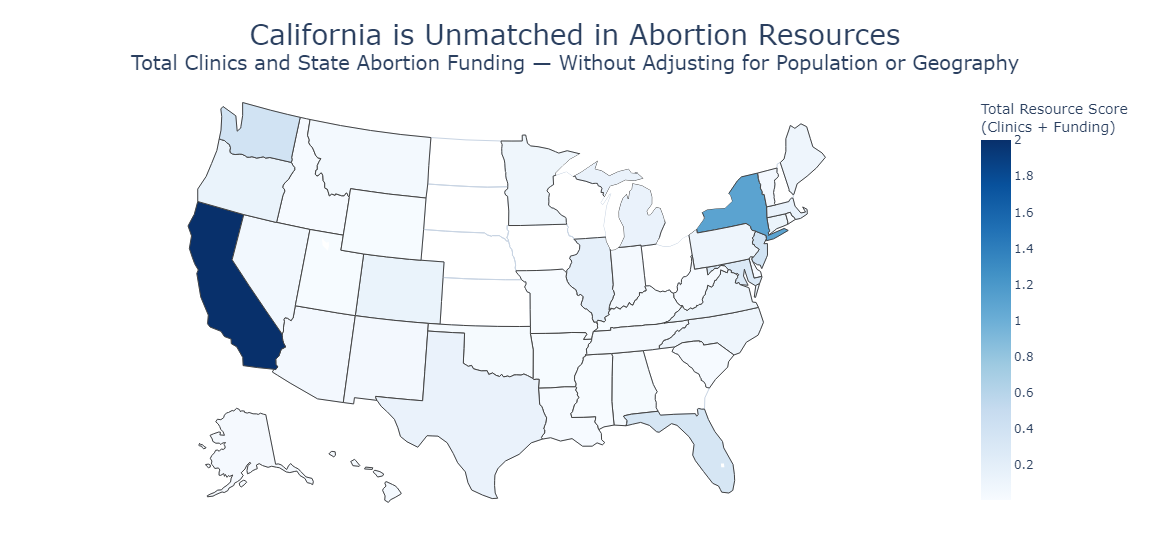 California is Unmatched in Abortion Resources
Total Clinics and State Abortion Funding — Without Adjusting for Population or Geography
Total Resource Score
(Clinics + Funding)
2
1.8
1.6
1.4
1.2
1
0.8
0.6
0.4
0.2